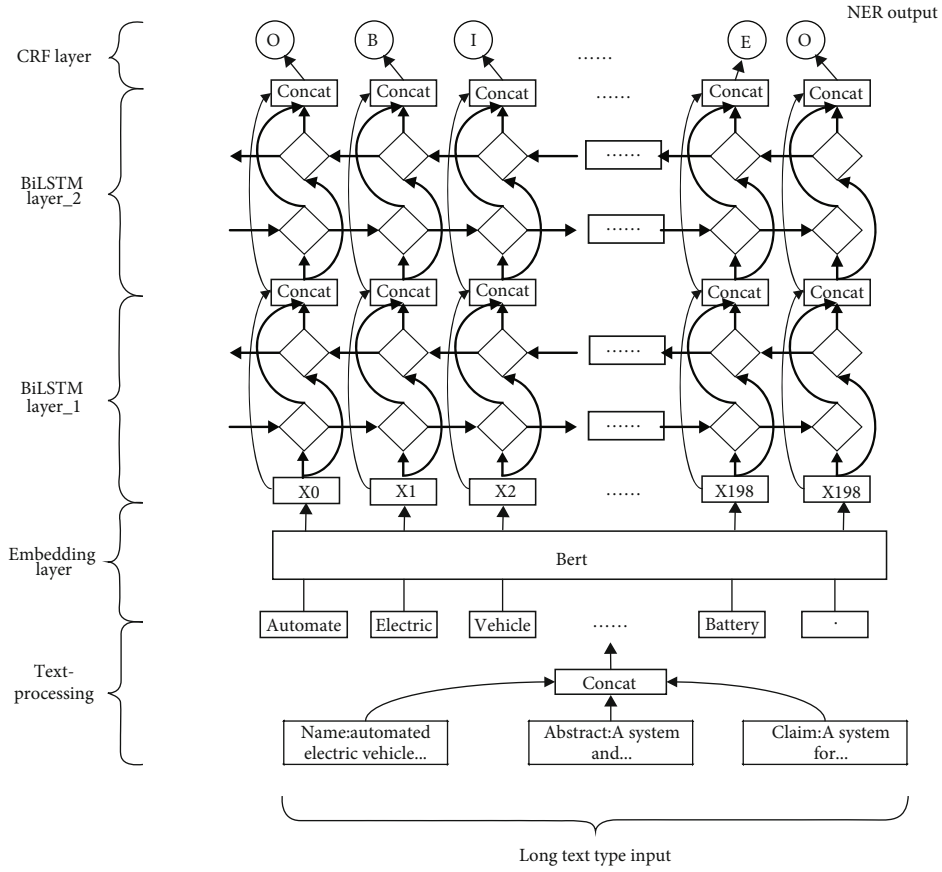 NER output
CRF layer
O B I ...... E O
Concat Concat Concat ...... Concat Concat
BiLSTM
layer_2
......
......
Concat Concat Concat ...... Concat Concat
BiLSTM
layer_1
......
......
X0 X1 X2 ...... X198 X198
Embedding
layer
Bert
Automate Electric Vehicle ...... Battery .
Text-
processing
Concat
Name:automated
electric vehicle...
Abstract:A system
and...
Claim:A system
for...
Long text type input